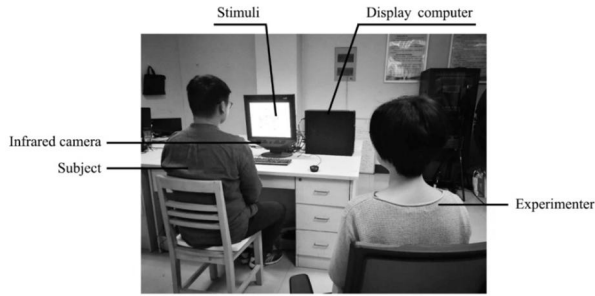 Stimuli
Display computer
Infrared camera
Subject
Experimenter